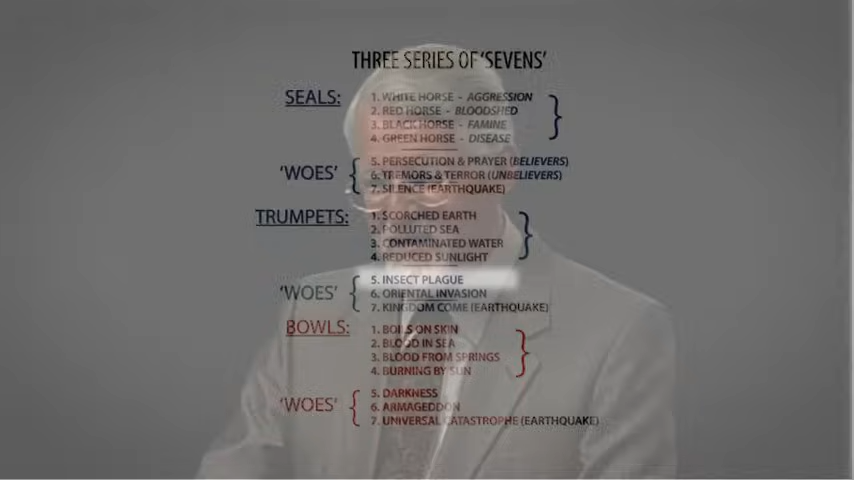 THREE SERIES OF 'SEVENS'
SEALS:
1. WHITE HORSE - AGGRESSION
2. RED HORSE - BLOODSHED
3. BLACK HORSE - FAMINE
4. GREEN HORSE - DISEASE
'WOES'
5. PERSECUTION & PRAYER (BELIEVERS)
6. TREMORS & TERROR (UNBELIEVERS)
7. SILENCE (EARTHQUAKE)
TRUMPETS:
1. SCORCHED EARTH
2. POLLUTED SEA
3. CONTAMINATED WATER
4. REDUCED SUNLIGHT
'WOES'
5. INSECT PLAGUE
6. ORIENTAL INVASION
7. KINGDOM COME (EARTHQUAKE)
BOWLS:
1. BOILS ON SKIN
2. BLOOD IN SEA
3. BLOOD FROM SPRINGS
4. BURNING BY SUN
'WOES'
5. DARKNESS
6. ARMAGEDDON
7. UNIVERSAL CATASTROPHE (EARTHQUAKE)